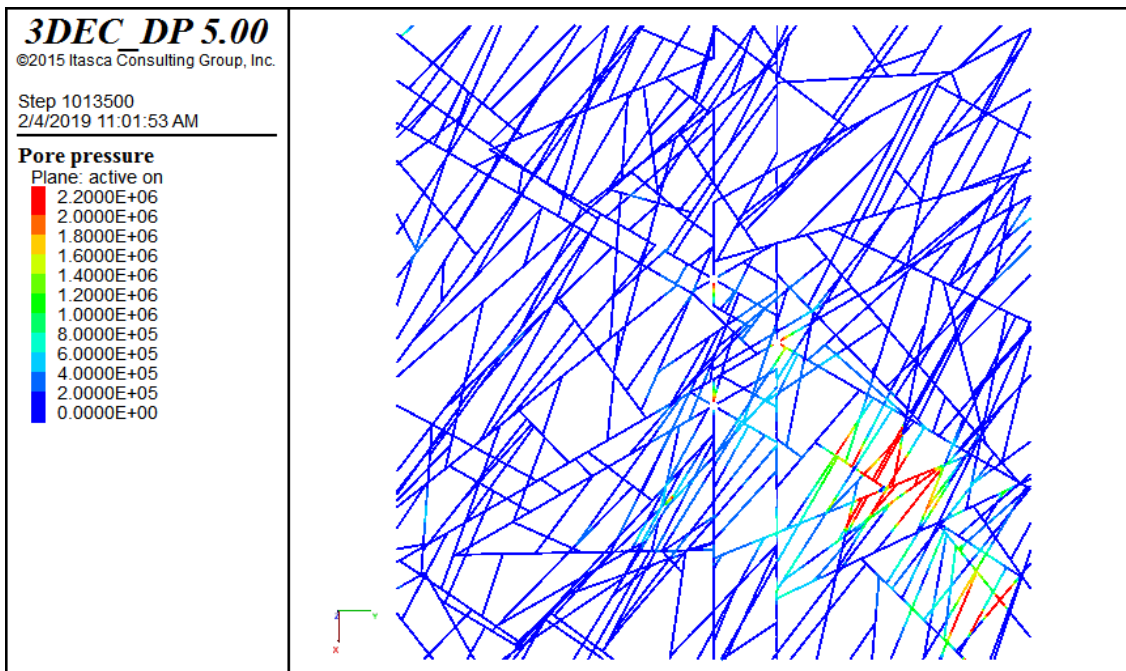 3DEC_DP 5.00
©2015 Itasca Consulting Group, Inc.
Step 1013500
2/4/2019 11:01:53 AM
Pore pressure
Plane: active on
2.2000E+06
2.0000E+06
1.8000E+06
1.6000E+06
1.4000E+06
1.2000E+06
1.0000E+06
8.0000E+05
6.0000E+05
4.0000E+05
2.0000E+05
0.0000E+00
Z
Y
X